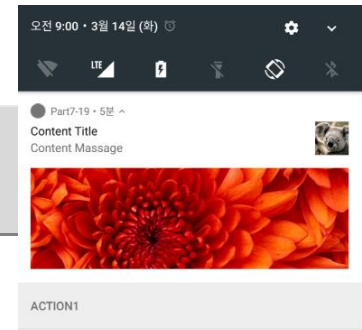 오전 9:00 • 3월 14일 (화)
LTE
Part7-19 • 5분
Content Title
Content Massage
ACTION1